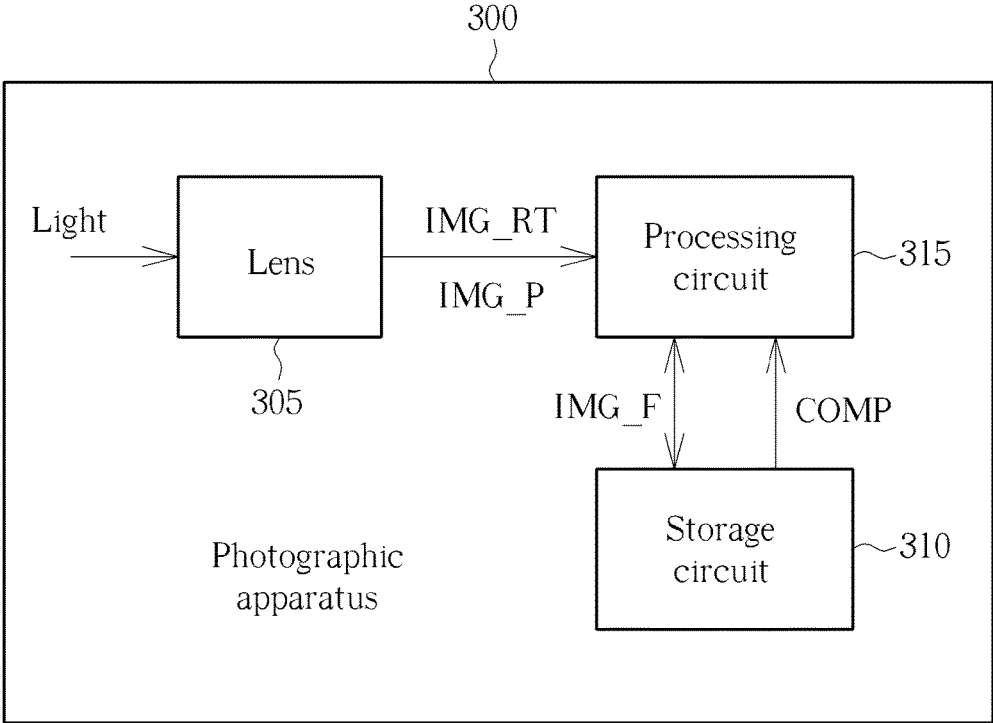 300
Light
Lens
IMG_RT
IMG_P
Processing
circuit
315
305
IMG_F
COMP
Storage
circuit
310
Photographic
apparatus